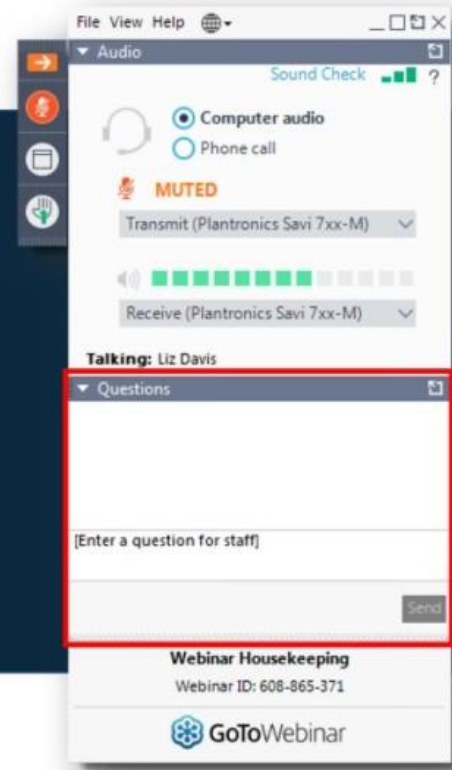 File View Help
Audio
Sound Check ?
Computer audio
Phone call
MUTED
Transmit (Plantronics Savi 7xx-M)
Receive (Plantronics Savi 7xx-M)
Talking: Liz Davis
Questions
[Enter a question for staff]
Send
Webinar Housekeeping
Webinar ID: 608-865-371
GoToWebinar